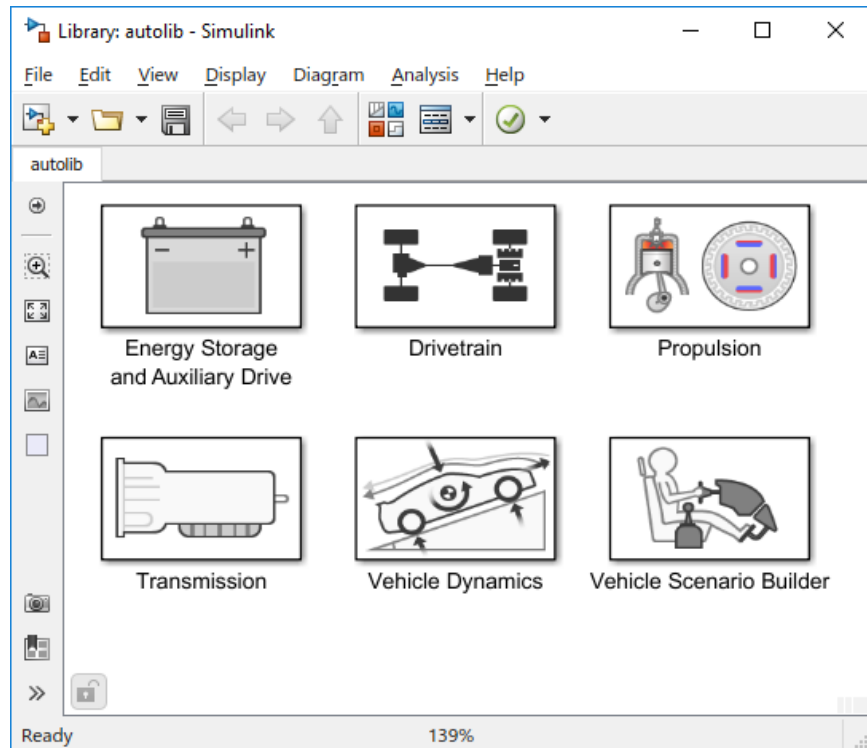 Library: autolib - Simulink
File Edit View Display Diagram Analysis Help
autolib
Energy Storage
and Auxiliary Drive
Drivetrain
Propulsion
Transmission
Vehicle Dynamics
Vehicle Scenario Builder
Ready 139%